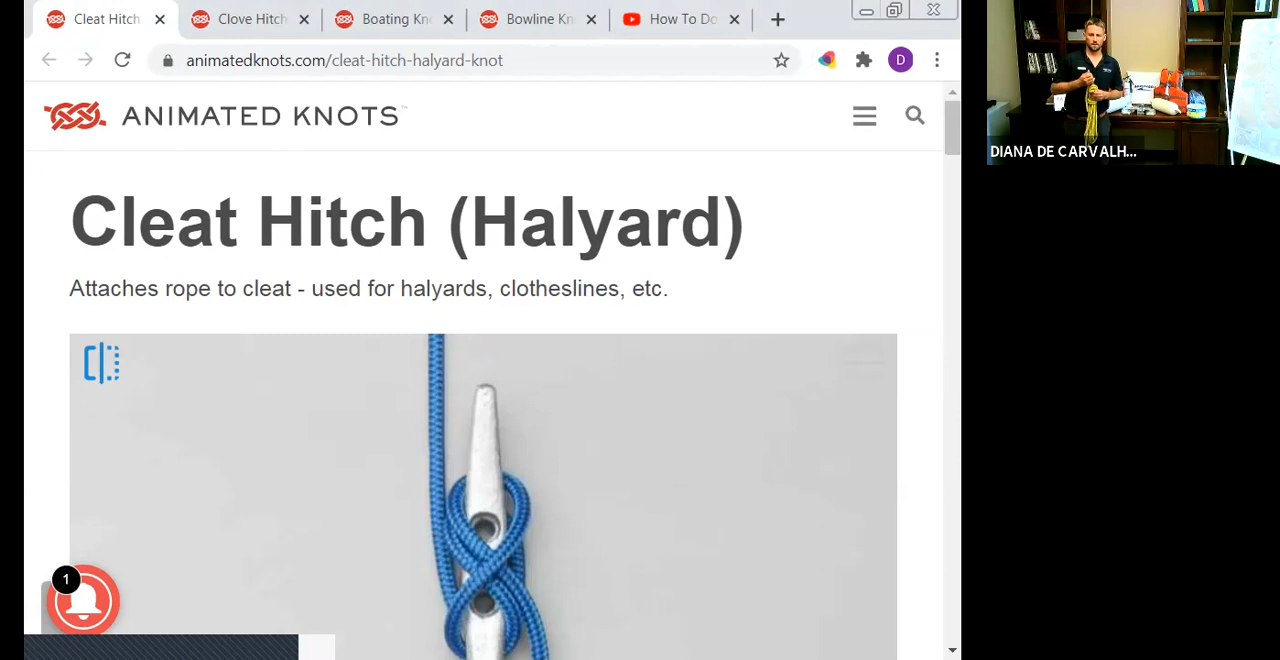 Cleat Hitch
Clove Hitch
Boating Kn
Bowline Kn
How To Do
animatedknots.com/cleat-hitch-halyard-knot
D
ANIMATED KNOTS™
Cleat Hitch (Halyard)
Attaches rope to cleat - used for halyards, clotheslines, etc.
1
DIANA DE CARVALH...